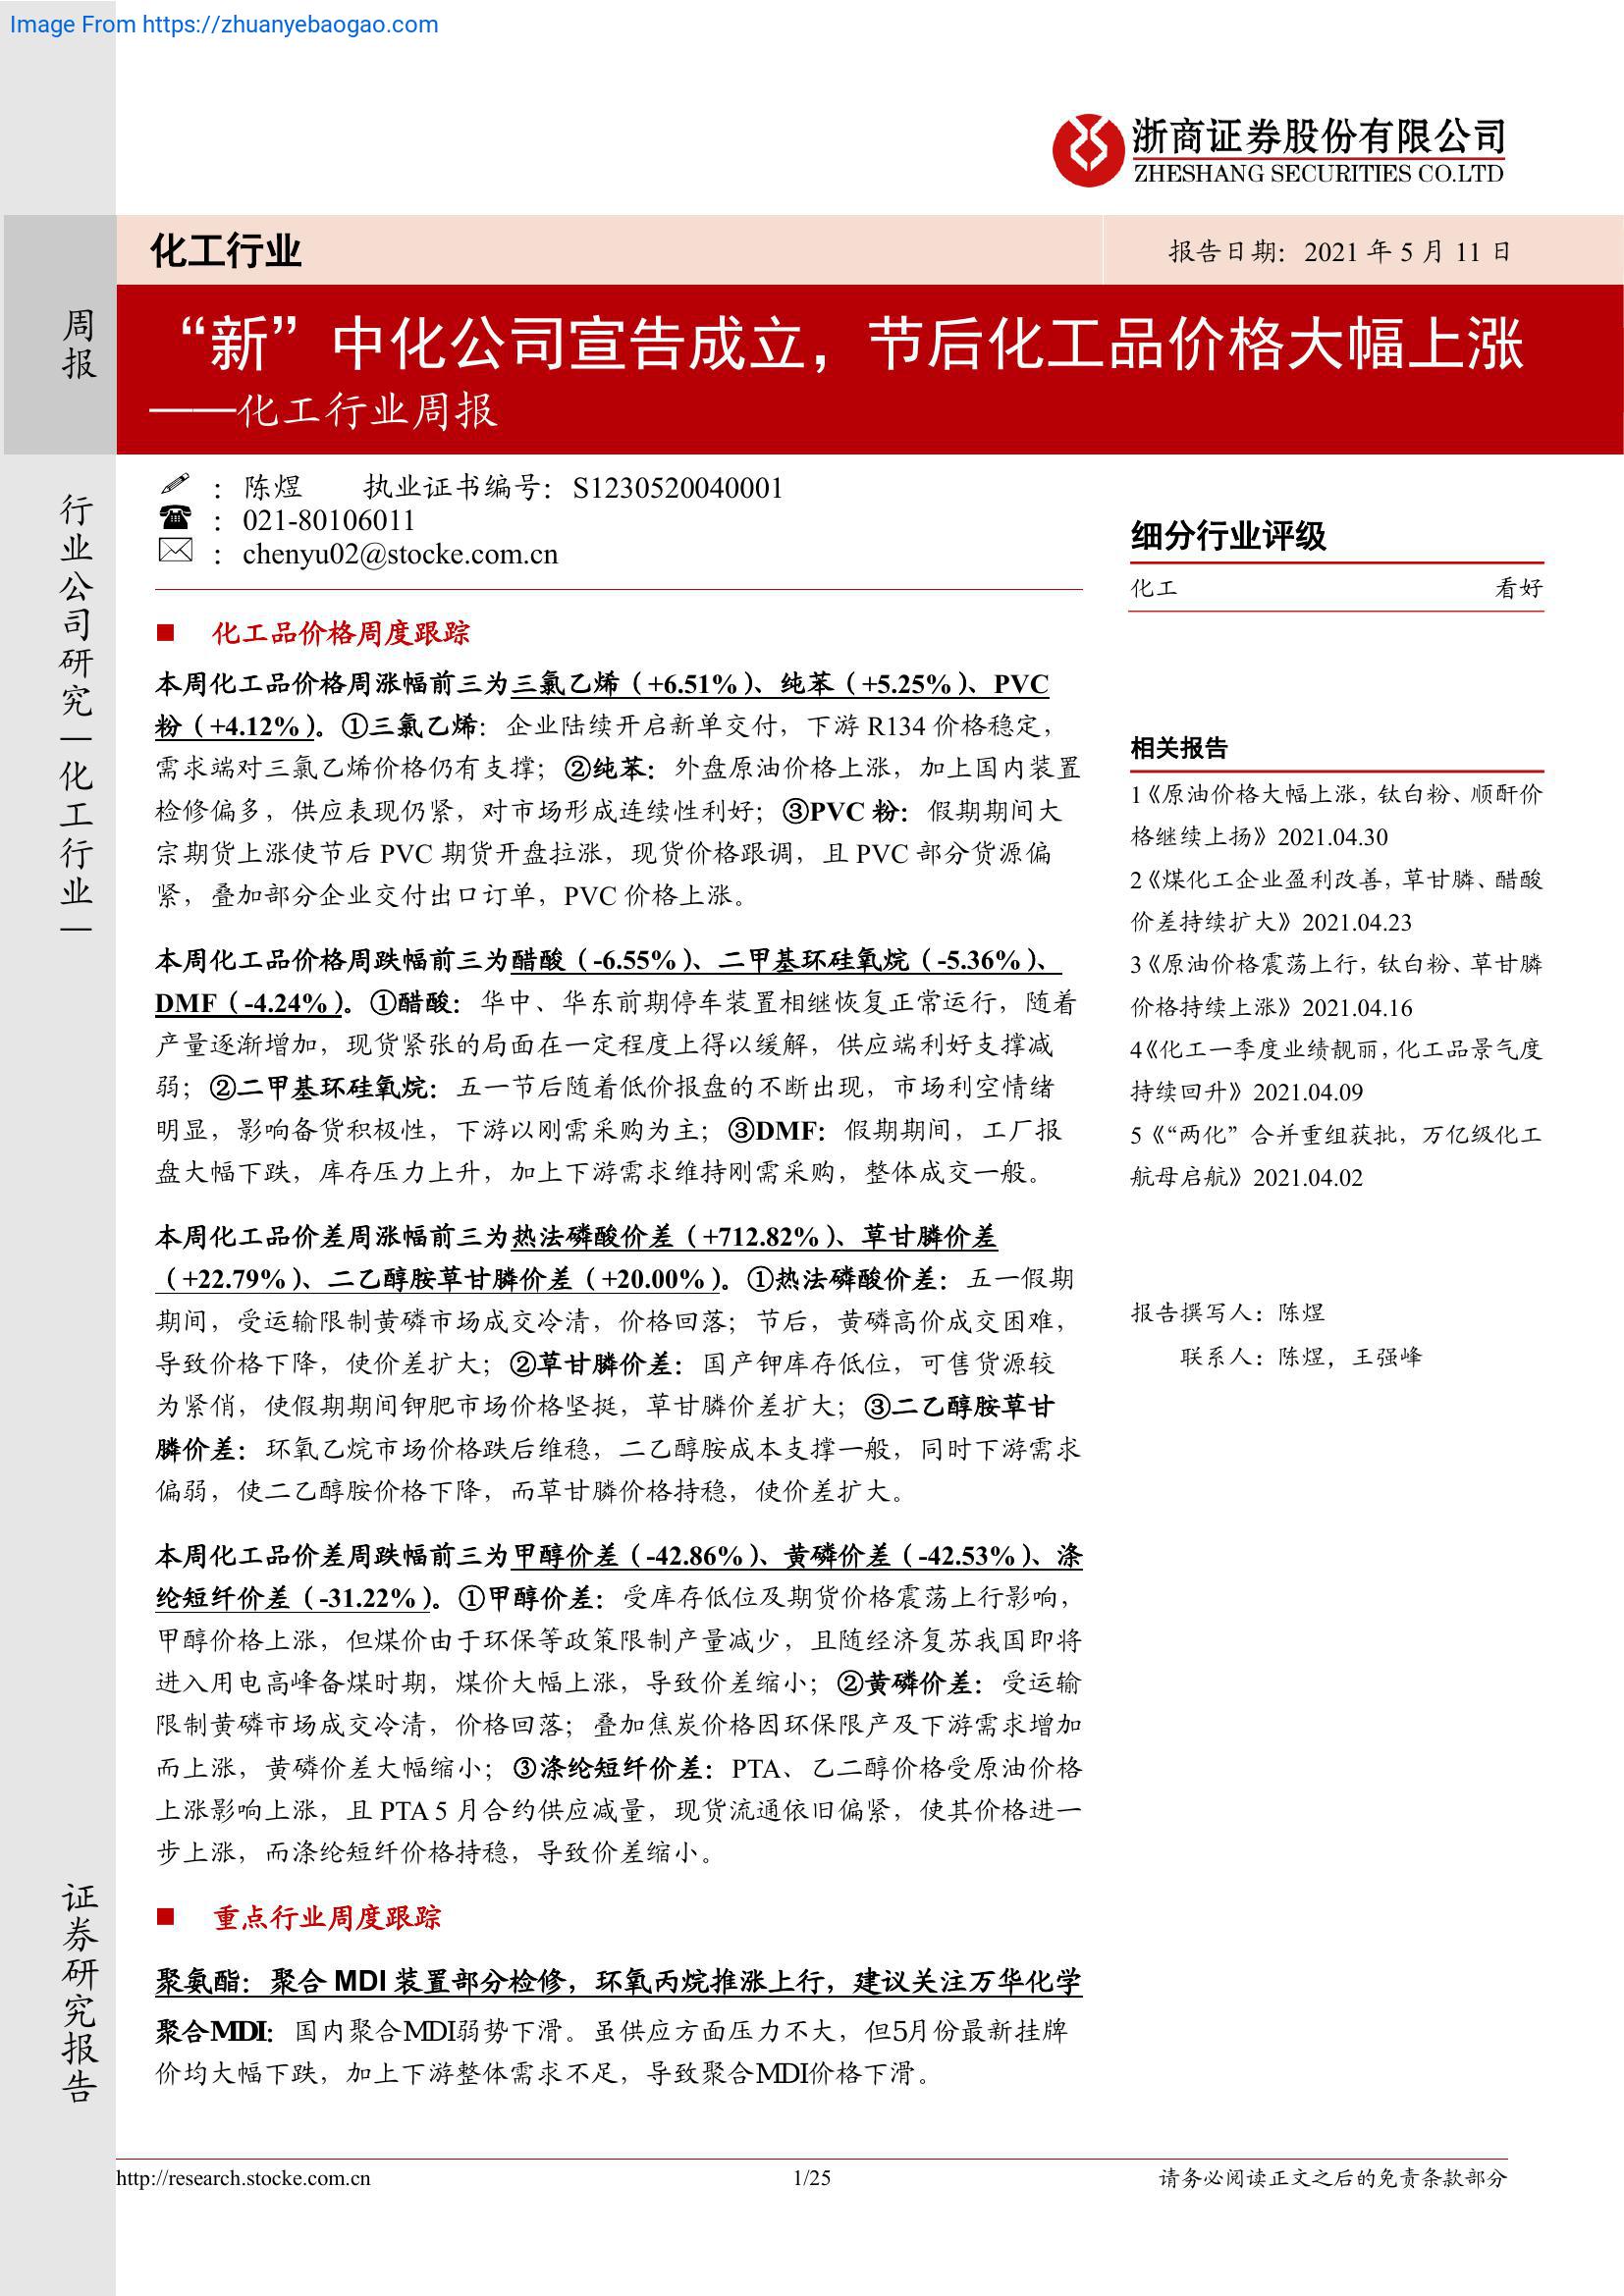 Image From https://zhuanyebaogao.com
浙商证券股份有限公司
ZHESHANG SECURITIES CO.LTD
化工行业
报告日期：2021 年 5 月 11 日
周报
“新”中化公司宣告成立，节后化工品价格大幅上涨
——化工行业周报
行业公司研究—化工行业—
：陈煜 执业证书编号：S1230520040001
：021-80106011
：chenyu02@stocke.com.cn
化工品价格周度跟踪
本周化工品价格周涨幅前三为三氯乙烯（+6.51%）、纯苯（+5.25%）、PVC
粉（+4.12%）。①三氯乙烯：企业陆续开启新单交付，下游 R134 价格稳定，
需求端对三氯乙烯价格仍有支撑；②纯苯：外盘原油价格上涨，加上国内装置
检修偏多，供应表现仍紧，对市场形成连续性利好；③PVC 粉：假期期间大
宗期货上涨使节后 PVC 期货开盘拉涨，现货价格跟调，且 PVC 部分货源偏
紧，叠加部分企业交付出口订单，PVC 价格上涨。
本周化工品价格周跌幅前三为醋酸（-6.55%）、二甲基环硅氧烷（-5.36%）、
DMF（-4.24%）。①醋酸：华中、华东前期停车装置相继恢复正常运行，随着
产量逐渐增加，现货紧张的局面在一定程度上得以缓解，供应端利好支撑减
弱；②二甲基环硅氧烷：五一节后随着低价报盘的不断出现，市场利空情绪
明显，影响备货积极性，下游以刚需采购为主；③DMF：假期期间，工厂报
盘大幅下跌，库存压力上升，加上下游需求维持刚需采购，整体成交一般。
本周化工品价差周涨幅前三为热法磷酸价差（+712.82%）、草甘膦价差
（+22.79%）、二乙醇胺草甘膦价差（+20.00%）。①热法磷酸价差：五一假期
期间，受运输限制黄磷市场成交冷清，价格回落；节后，黄磷高价成交困难，
导致价格下降，使价差扩大；②草甘膦价差：国产钾库存低位，可售货源较
为紧俏，使假期期间钾肥市场价格坚挺，草甘膦价差扩大；③二乙醇胺草甘
膦价差：环氧乙烷市场价格跌后维稳，二乙醇胺成本支撑一般，同时下游需求
偏弱，使二乙醇胺价格下降，而草甘膦价格持稳，使价差扩大。
本周化工品价差周跌幅前三为甲醇价差（-42.86%）、黄磷价差（-42.53%）、涤
纶短纤价差（-31.22%）。①甲醇价差：受库存低位及期货价格震荡上行影响，
甲醇价格上涨，但煤价由于环保等政策限制产量减少，且随经济复苏我国即将
进入用电高峰备煤时期，煤价大幅上涨，导致价差缩小；②黄磷价差：受运输
限制黄磷市场成交冷清，价格回落；叠加焦炭价格因环保限产及下游需求增加
而上涨，黄磷价差大幅缩小；③涤纶短纤价差：PTA、乙二醇价格受原油价格
上涨影响上涨，且 PTA 5 月合约供应减量，现货流通依旧偏紧，使其价格进一
步上涨，而涤纶短纤价格持稳，导致价差缩小。
重点行业周度跟踪
聚氨酯：聚合 MDI 装置部分检修，环氧丙烷推涨上行，建议关注万华化学
聚合MDI：国内聚合MDI弱势下滑。虽供应方面压力不大，但5月份最新挂牌
价均大幅下跌，加上下游整体需求不足，导致聚合MDI价格下滑。
细分行业评级
化工 看好
相关报告
1《原油价格大幅上涨，钛白粉、顺酐价
格继续上扬》2021.04.30
2《煤化工企业盈利改善，草甘膦、醋酸
价差持续扩大》2021.04.23
3《原油价格震荡上行，钛白粉、草甘膦
价格持续上涨》2021.04.16
4《化工一季度业绩靓丽，化工品景气度
持续回升》2021.04.09
5《“两化”合并重组获批，万亿级化工
航母启航》2021.04.02
报告撰写人：陈煜
联系人：陈煜，王强峰
证券研究报告
http://research.stocke.com.cn
1/25
请务必阅读正文之后的免责条款部分